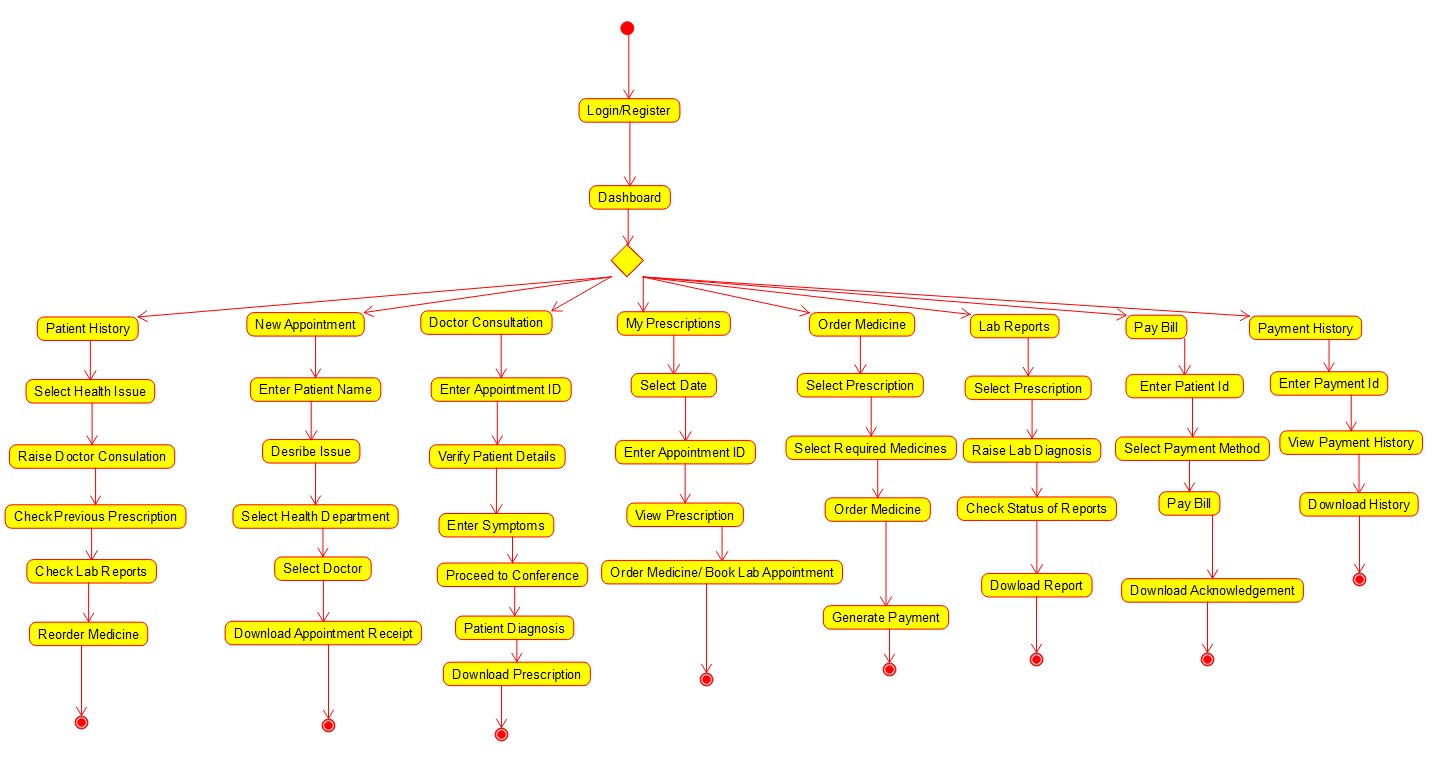 Login/Register
Dashboard
Patient History
Select Health Issue
Raise Doctor Consulation
Check Previous Prescription
Check Lab Reports
Reorder Medicine
New Appointment
Enter Patient Name
Desribe Issue
Select Health Department
Select Doctor
Download Appointment Receipt
Doctor Consultation
Enter Appointment ID
Verify Patient Details
Enter Symptoms
Proceed to Conference
Patient Diagnosis
Download Prescription
My Prescriptions
Select Date
Enter Appointment ID
View Prescription
Order Medicine/ Book Lab Appointment
Order Medicine
Select Prescription
Select Required Medicines
Order Medicine
Generate Payment
Lab Reports
Select Prescription
Raise Lab Diagnosis
Check Status of Reports
Dowload Report
Pay Bill
Enter Patient Id
Select Payment Method
Pay Bill
Download Acknowledgement
Payment History
Enter Payment Id
View Payment History
Download History